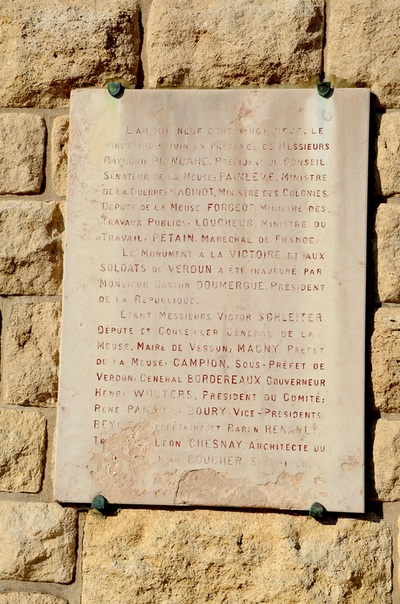 L'AN MIL NEUF CENT VINGT NEUF, LE
VINGT TROIS JUIN, EN PRÉSENCE DE MESSIEURS
RAYMOND POINCARÉ, PRÉSIDENT DU CONSEIL
SÉNATEUR DE LA MEUSE; PAINLEVÉ, MINISTRE
DE LA GUERRE; MAGINOT, MINISTRE DES COLONIES
DÉPUTÉ DE LA MEUSE; FORGEOT MINISTRE DES
TRAVAUX PUBLICS; LOUCHEUR, MINISTRE DU
TRAVAIL; PÉTAIN, MARÉCHAL DE FRANCE.
LE MONUMENT A LA VICTOIRE ET AUX
SOLDATS DE VERDUN A ÉTÉ INAUGURÉ PAR
MONSIEUR GASTON DOUMERGUE, PRÉSIDENT
DE LA RÉPUBLIQUE.
ÉTANT MESSIEURS VICTOR SCHLEITER
DÉPUTÉ ET CONSEILLER GÉNÉRAL DE LA
MEUSE, MAIRE DE VERDUN; MAGNY, PRÉFET
DE LA MEUSE; CAMPION, SOUS-PRÉFET DE
VERDUN; GÉNÉRAL BORDEREAUX GOUVERNEUR
HENRI WOUTERS, PRÉSIDENT DU COMITÉ;
RENÉ BOURY VICE-PRÉSIDENTS;
SECRÉTAIRE ET BARON RENAULT
LÉON CHESNAY ARCHITECTE DU
JEAN BOUCHER